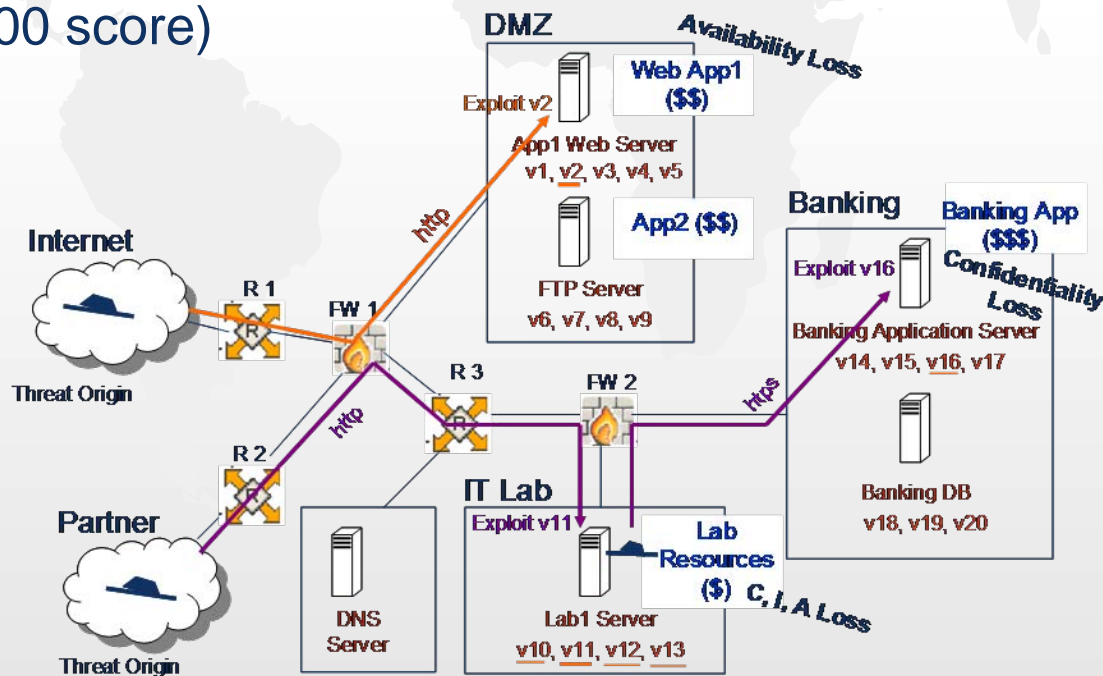 00 score)
DMZ
Availability Loss
Web App1
($$)
Exploit v2
App1 Web Server
v1, v2, v3, v4, v5
http
App2 ($$)
FTP Server
v6, v7, v8, v9
Internet
R 1
R
FW 1
Threat Origin
Banking
Banking App
($$$)
Exploit v16
Confidentiality
Loss
Banking Application Server
v14, v15, v16, v17
https
Banking DB
v18, v19, v20
R 3
R
FW 2
http
R 2
R
Partner
Threat Origin
DNS
Server
IT Lab
Exploit v11
Lab
Resources
($)
C, I, A Loss
Lab1 Server
v10, v11, v12, v13